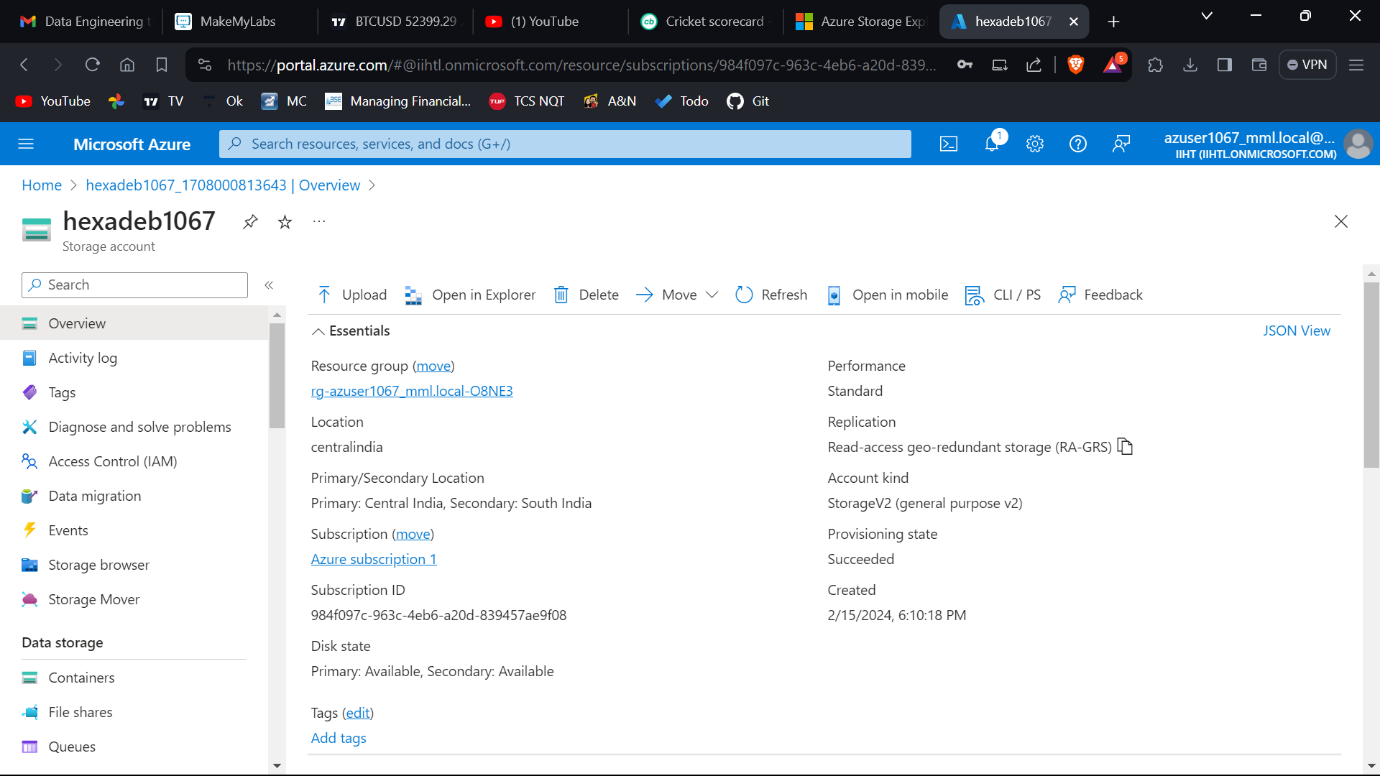 Data Engineering t
MakeMyLabs
BTCUSD 52399.29
(1) YouTube
Cricket scorecard
Azure Storage Exp
hexadeb1067
https://portal.azure.com/#@iihtl.onmicrosoft.com/resource/subscriptions/984f097c-963c-4eb6-a20d-839...
5
VPN
YouTube
TV
Ok
MC
Managing Financial...
TCS NQT
A&N
Todo
Git
Microsoft Azure
Search resources, services, and docs (G+/)
1
azuser1067_mml.local@...
IIHT (IIHTL.ONMICROSOFT.COM)
Home > hexadeb1067_1708000813643 | Overview >
hexadeb1067
Storage account
Search
Upload
Open in Explorer
Delete
Move
Refresh
Open in mobile
CLI / PS
Feedback
Overview
Activity log
Tags
Diagnose and solve problems
Access Control (IAM)
Data migration
Events
Storage browser
Storage Mover
Data storage
Containers
File shares
Queues
Essentials
JSON View
Resource group (move)
rg-azuser1067_mml.local-O8NE3
Location
centralindia
Primary/Secondary Location
Primary: Central India, Secondary: South India
Subscription (move)
Azure subscription 1
Subscription ID
984f097c-963c-4eb6-a20d-839457ae9f08
Disk state
Primary: Available, Secondary: Available
Tags (edit)
Add tags
Performance
Standard
Replication
Read-access geo-redundant storage (RA-GRS)
Account kind
StorageV2 (general purpose v2)
Provisioning state
Succeeded
Created
2/15/2024, 6:10:18 PM